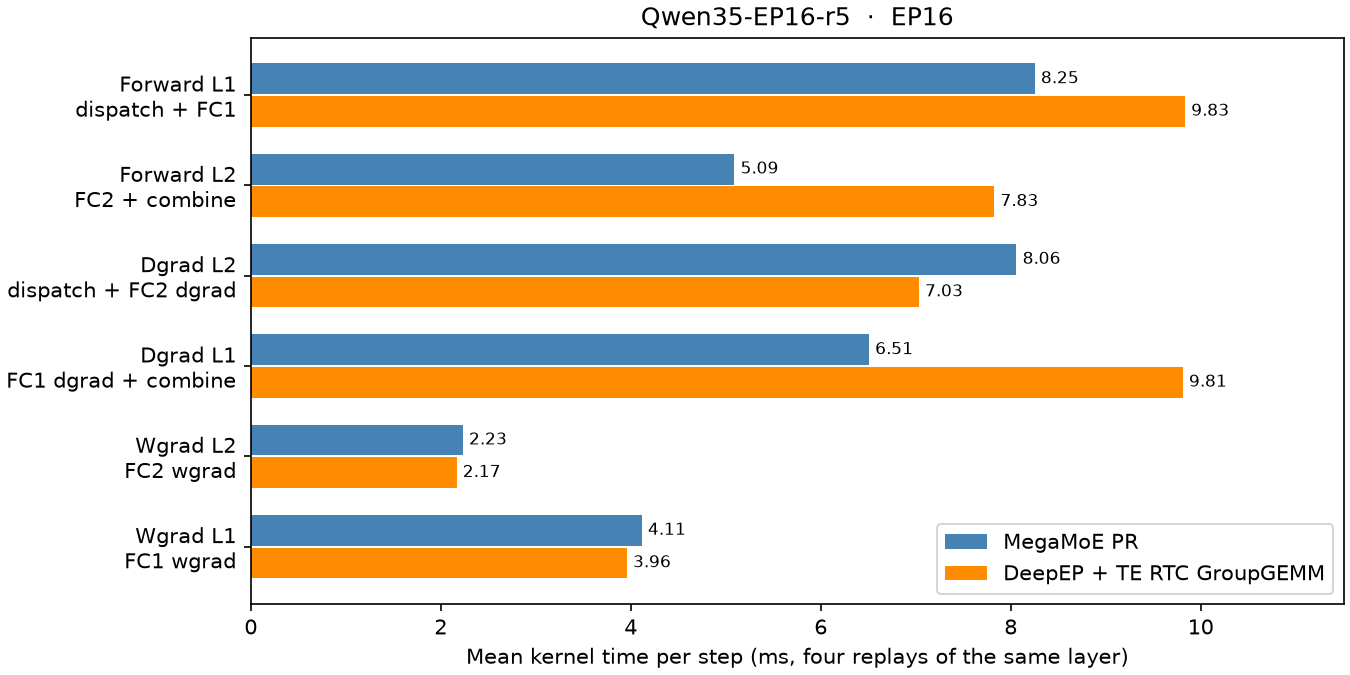 Qwen35-EP16-r5 · EP16
Forward L1
dispatch + FC1
8.25
9.83
Forward L2
FC2 + combine
5.09
7.83
Dgrad L2
dispatch + FC2 dgrad
8.06
7.03
Dgrad L1
FC1 dgrad + combine
6.51
9.81
Wgrad L2
FC2 wgrad
2.23
2.17
Wgrad L1
FC1 wgrad
4.11
3.96
MegaMoE PR
DeepEP + TE RTC GroupGEMM
0 2 4 6 8 10
Mean kernel time per step (ms, four replays of the same layer)